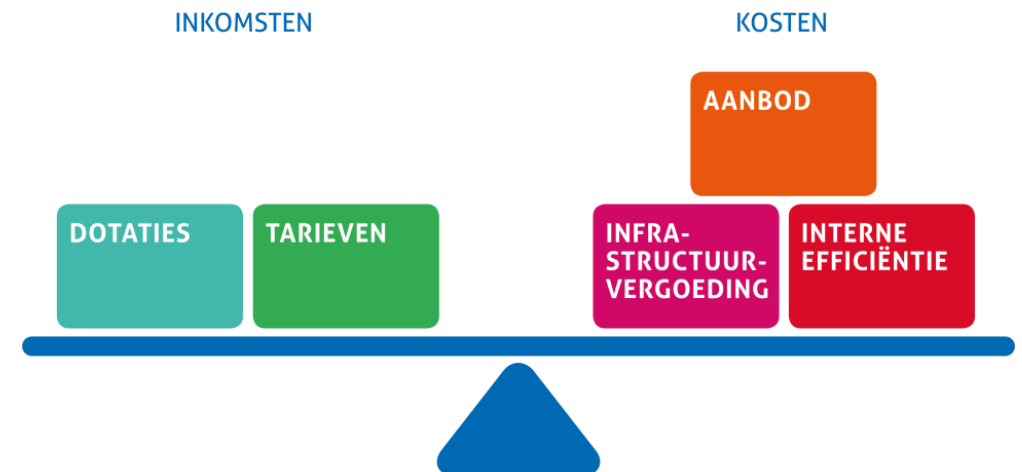 INKOMSTEN
KOSTEN
AANBOD
DOTATIES
TARIEVEN
INFRA-
STRUCTUUR-
VERGOEDING
INTERNE
EFFICIËNTIE